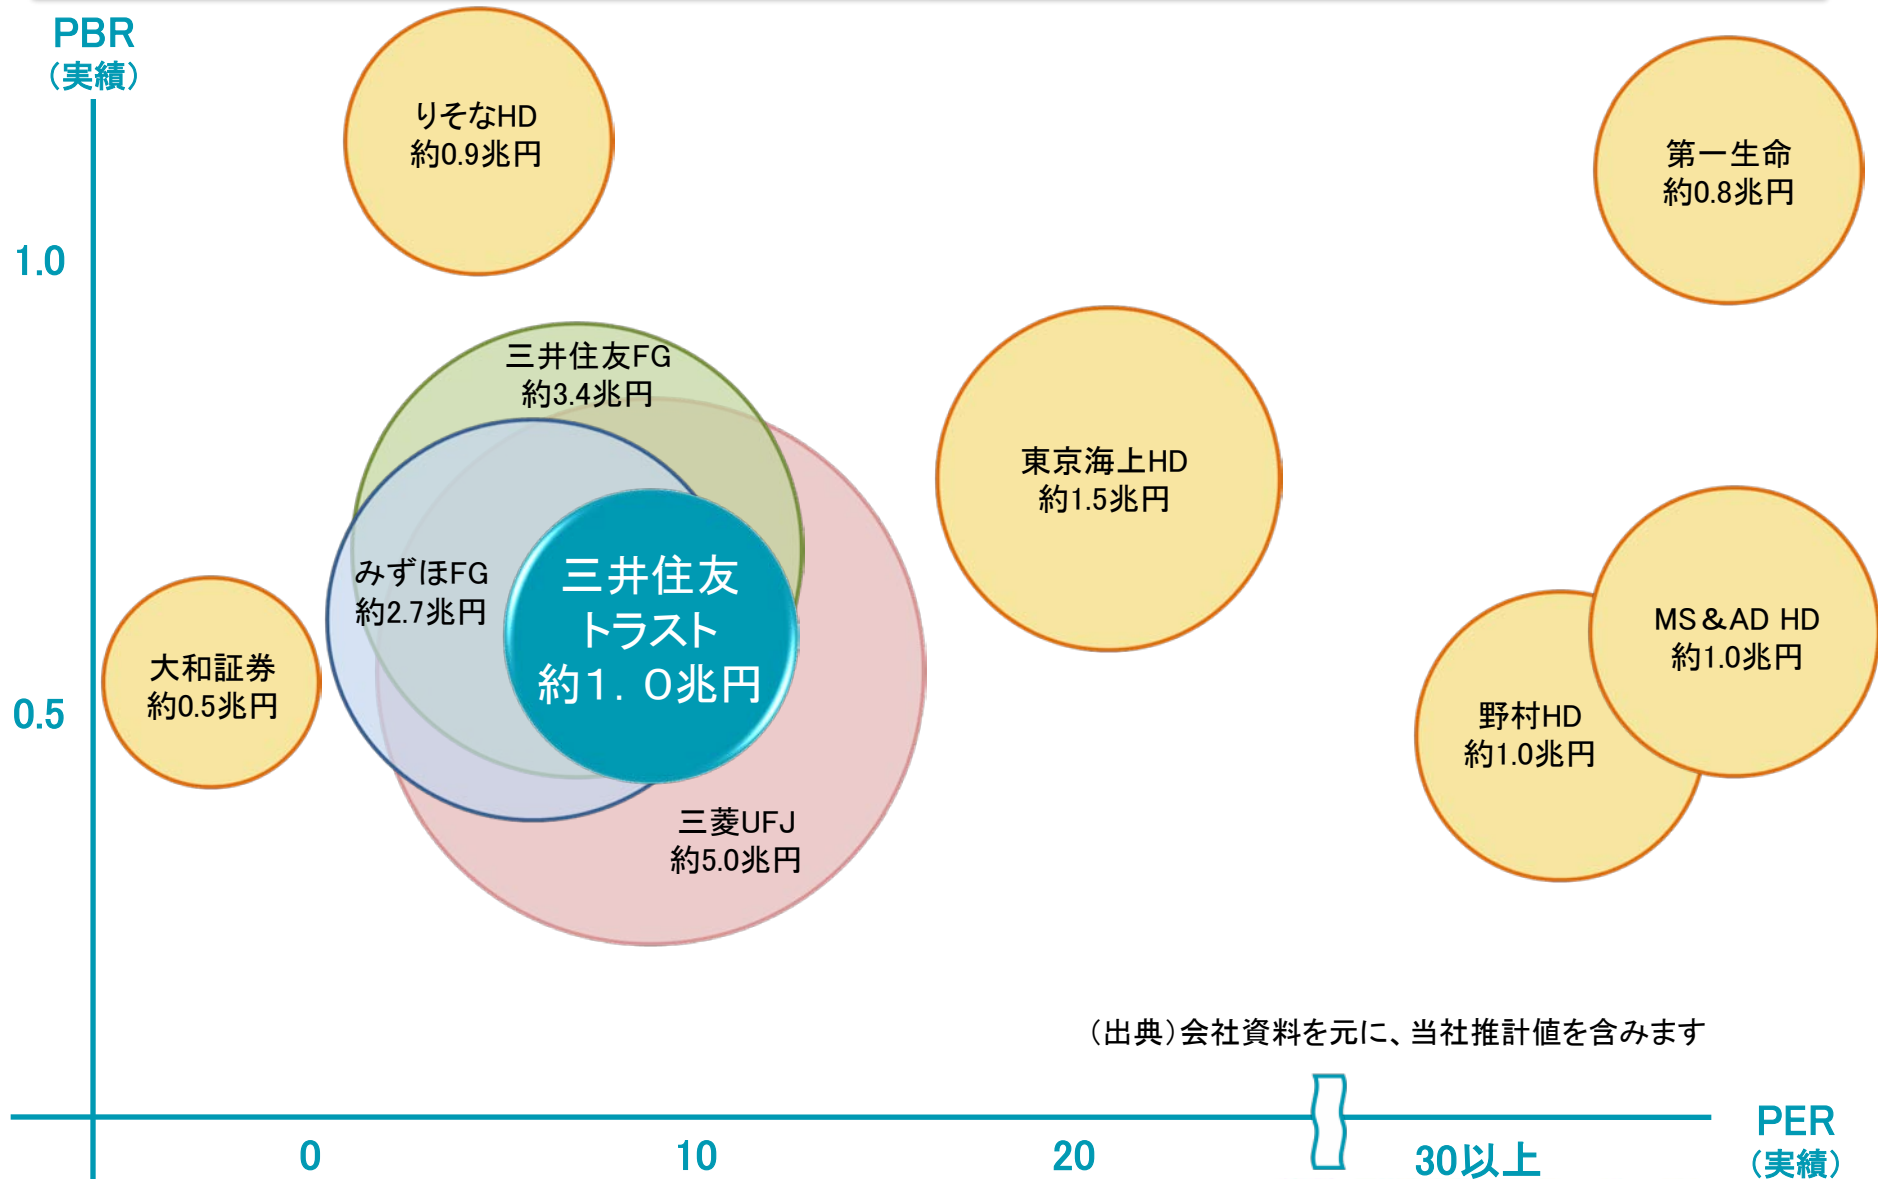 PBR
（実績）
りそなHD
約0.9兆円
第一生命
約0.8兆円
1.0
三井住友FG
約3.4兆円
東京海上HD
約1.5兆円
みずほFG
約2.7兆円
三井住友
トラスト
約１．０兆円
MS＆AD HD
約1.0兆円
大和証券
約0.5兆円
0.5
野村HD
約1.0兆円
三菱UFJ
約5.0兆円
（出典）会社資料を元に、当社推計値を含みます
0
10
20
30以上
PER
（実績）